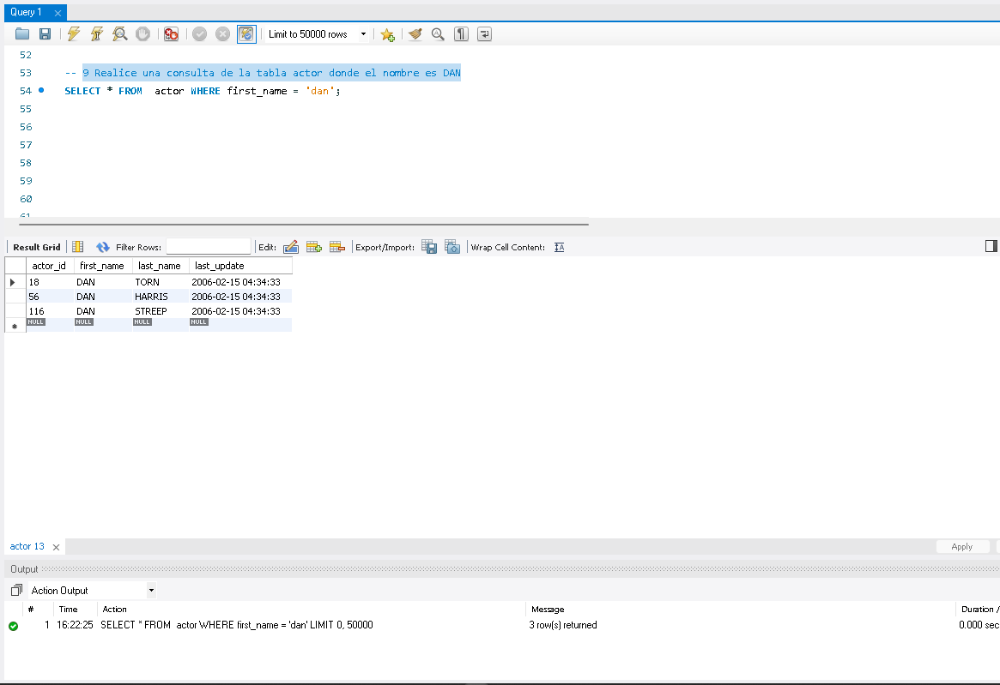 Query 1
Limit to 50000 rows
52
53 -- 9 Realice una consulta de la tabla actor donde el nombre es DAN
54 SELECT * FROM  actor WHERE first_name = 'dan';
55
56
57
58
59
60
61
Result Grid Filter Rows: Edit: Export/Import: Wrap Cell Content:
actor_id first_name last_name last_update
18 DAN TORN 2006-02-15 04:34:33
56 DAN HARRIS 2006-02-15 04:34:33
116 DAN STREEP 2006-02-15 04:34:33
NULL NULL NULL NULL
actor 13 Apply
Output
Action Output
# Time Action Message Duration /
1 16:22:25 SELECT * FROM  actor WHERE first_name = 'dan' LIMIT 0, 50000 3 row(s) returned 0.000 sec